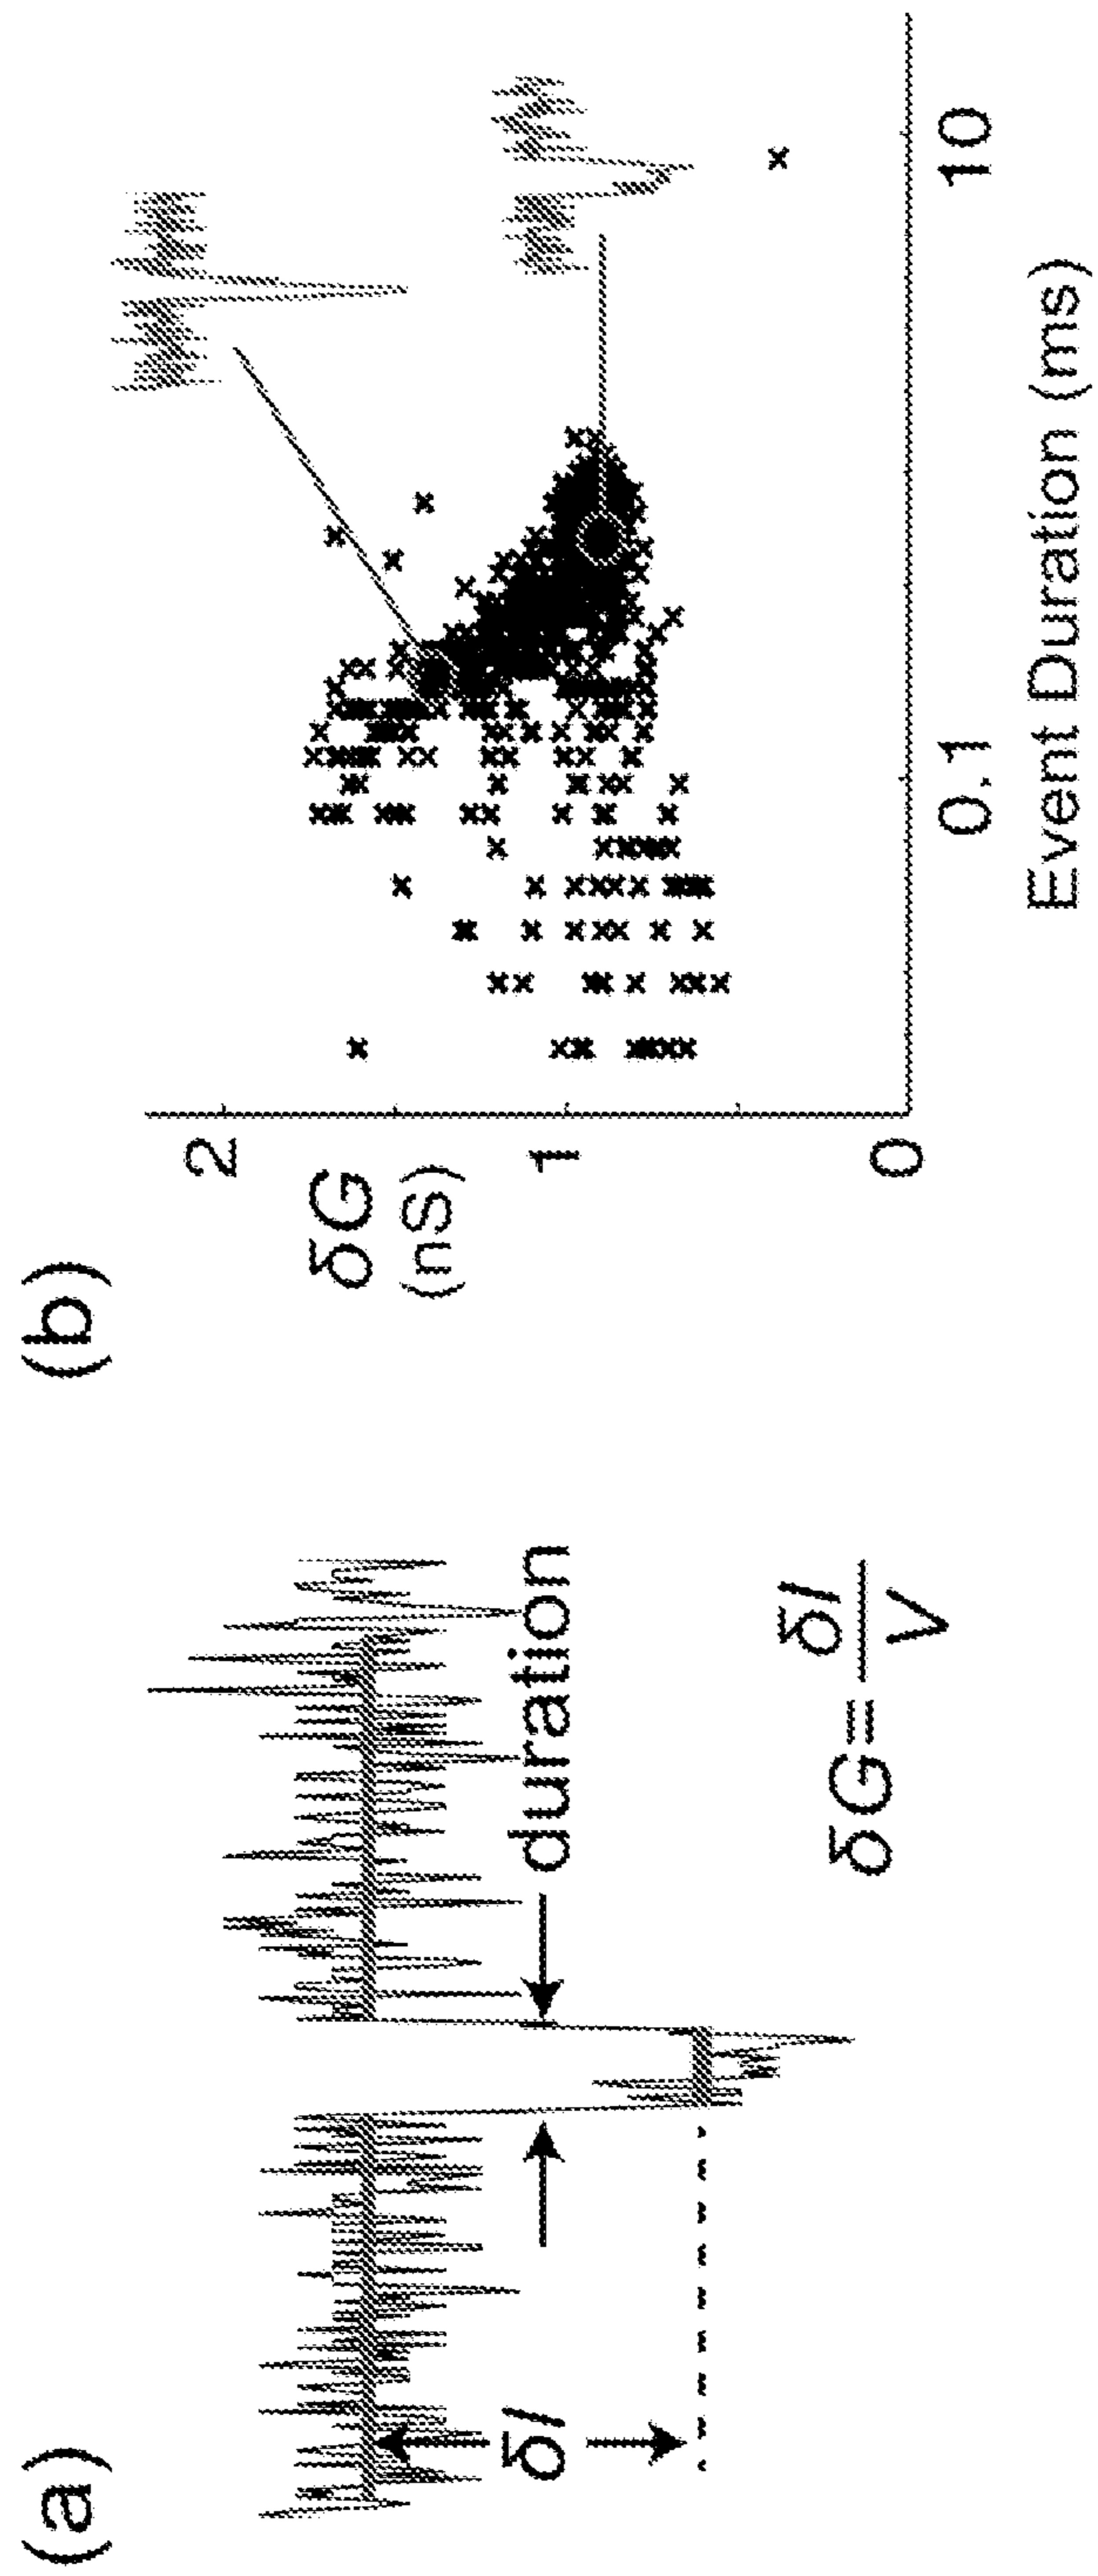 (a)
δI
duration
δG = δI / V
(b)
δG
(nS)
2
1
0
0.1
10
Event Duration (ms)